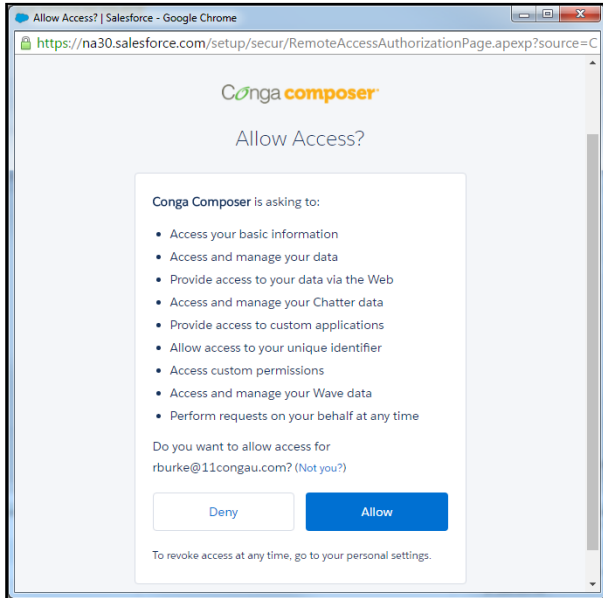 Allow Access? | Salesforce - Google Chrome
https://na30.salesforce.com/setup/secur/RemoteAccessAuthorizationPage.apexp?source=C
Conga composer
Allow Access?
Conga Composer is asking to:
• Access your basic information
• Access and manage your data
• Provide access to your data via the Web
• Access and manage your Chatter data
• Provide access to custom applications
• Allow access to your unique identifier
• Access custom permissions
• Access and manage your Wave data
• Perform requests on your behalf at any time
Do you want to allow access for
rburke@11congau.com? (Not you?)
Deny
Allow
To revoke access at any time, go to your personal settings.